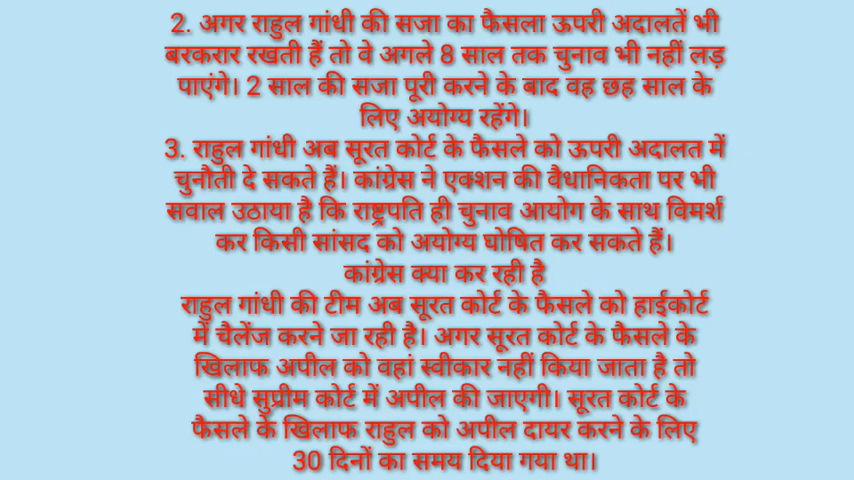 2. अगर राहुल गांधी की सजा का फैसला ऊपरी अदालतें भी
बरकरार रखती हैं तो वे अगले 8 साल तक चुनाव भी नहीं लड़
पाएंगे। 2 साल की सजा पूरी करने के बाद वह छह साल के
लिए अयोग्य रहेंगे।
3. राहुल गांधी अब सूरत कोर्ट के फैसले को ऊपरी अदालत में
चुनौती दे सकते हैं। कांग्रेस ने एक्शन की वैधानिकता पर भी
सवाल उठाया है कि राष्ट्रपति ही चुनाव आयोग के साथ विमर्श
कर किसी सांसद को अयोग्य घोषित कर सकते हैं।
कांग्रेस क्या कर रही है
राहुल गांधी की टीम अब सूरत कोर्ट के फैसले को हाईकोर्ट
में चैलेंज करने जा रही है। अगर सूरत कोर्ट के फैसले के
खिलाफ अपील को वहां स्वीकार नहीं किया जाता है तो
सीधे सुप्रीम कोर्ट में अपील की जाएगी। सूरत कोर्ट के
फैसले के खिलाफ राहुल को अपील दायर करने के लिए
30 दिनों का समय दिया गया था।